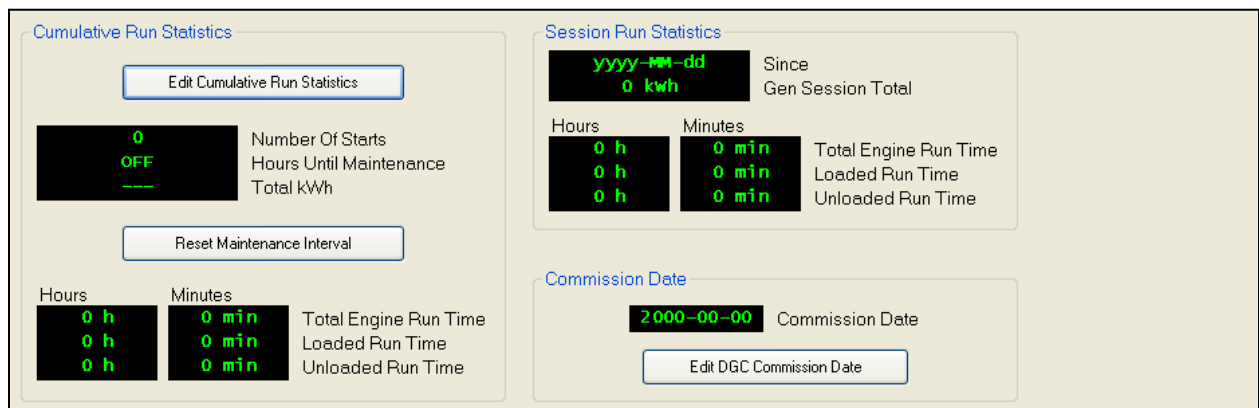 Cumulative Run Statistics
Edit Cumulative Run Statistics
0 Number Of Starts
OFF Hours Until Maintenance
--- Total kWh
Reset Maintenance Interval
Hours Minutes
0 h 0 min Total Engine Run Time
0 h 0 min Loaded Run Time
0 h 0 min Unloaded Run Time
Session Run Statistics
yyyy-MM-dd Since
0 kwh Gen Session Total
Hours Minutes
0 h 0 min Total Engine Run Time
0 h 0 min Loaded Run Time
0 h 0 min Unloaded Run Time
Commission Date
2000-00-00 Commission Date
Edit DGC Commission Date